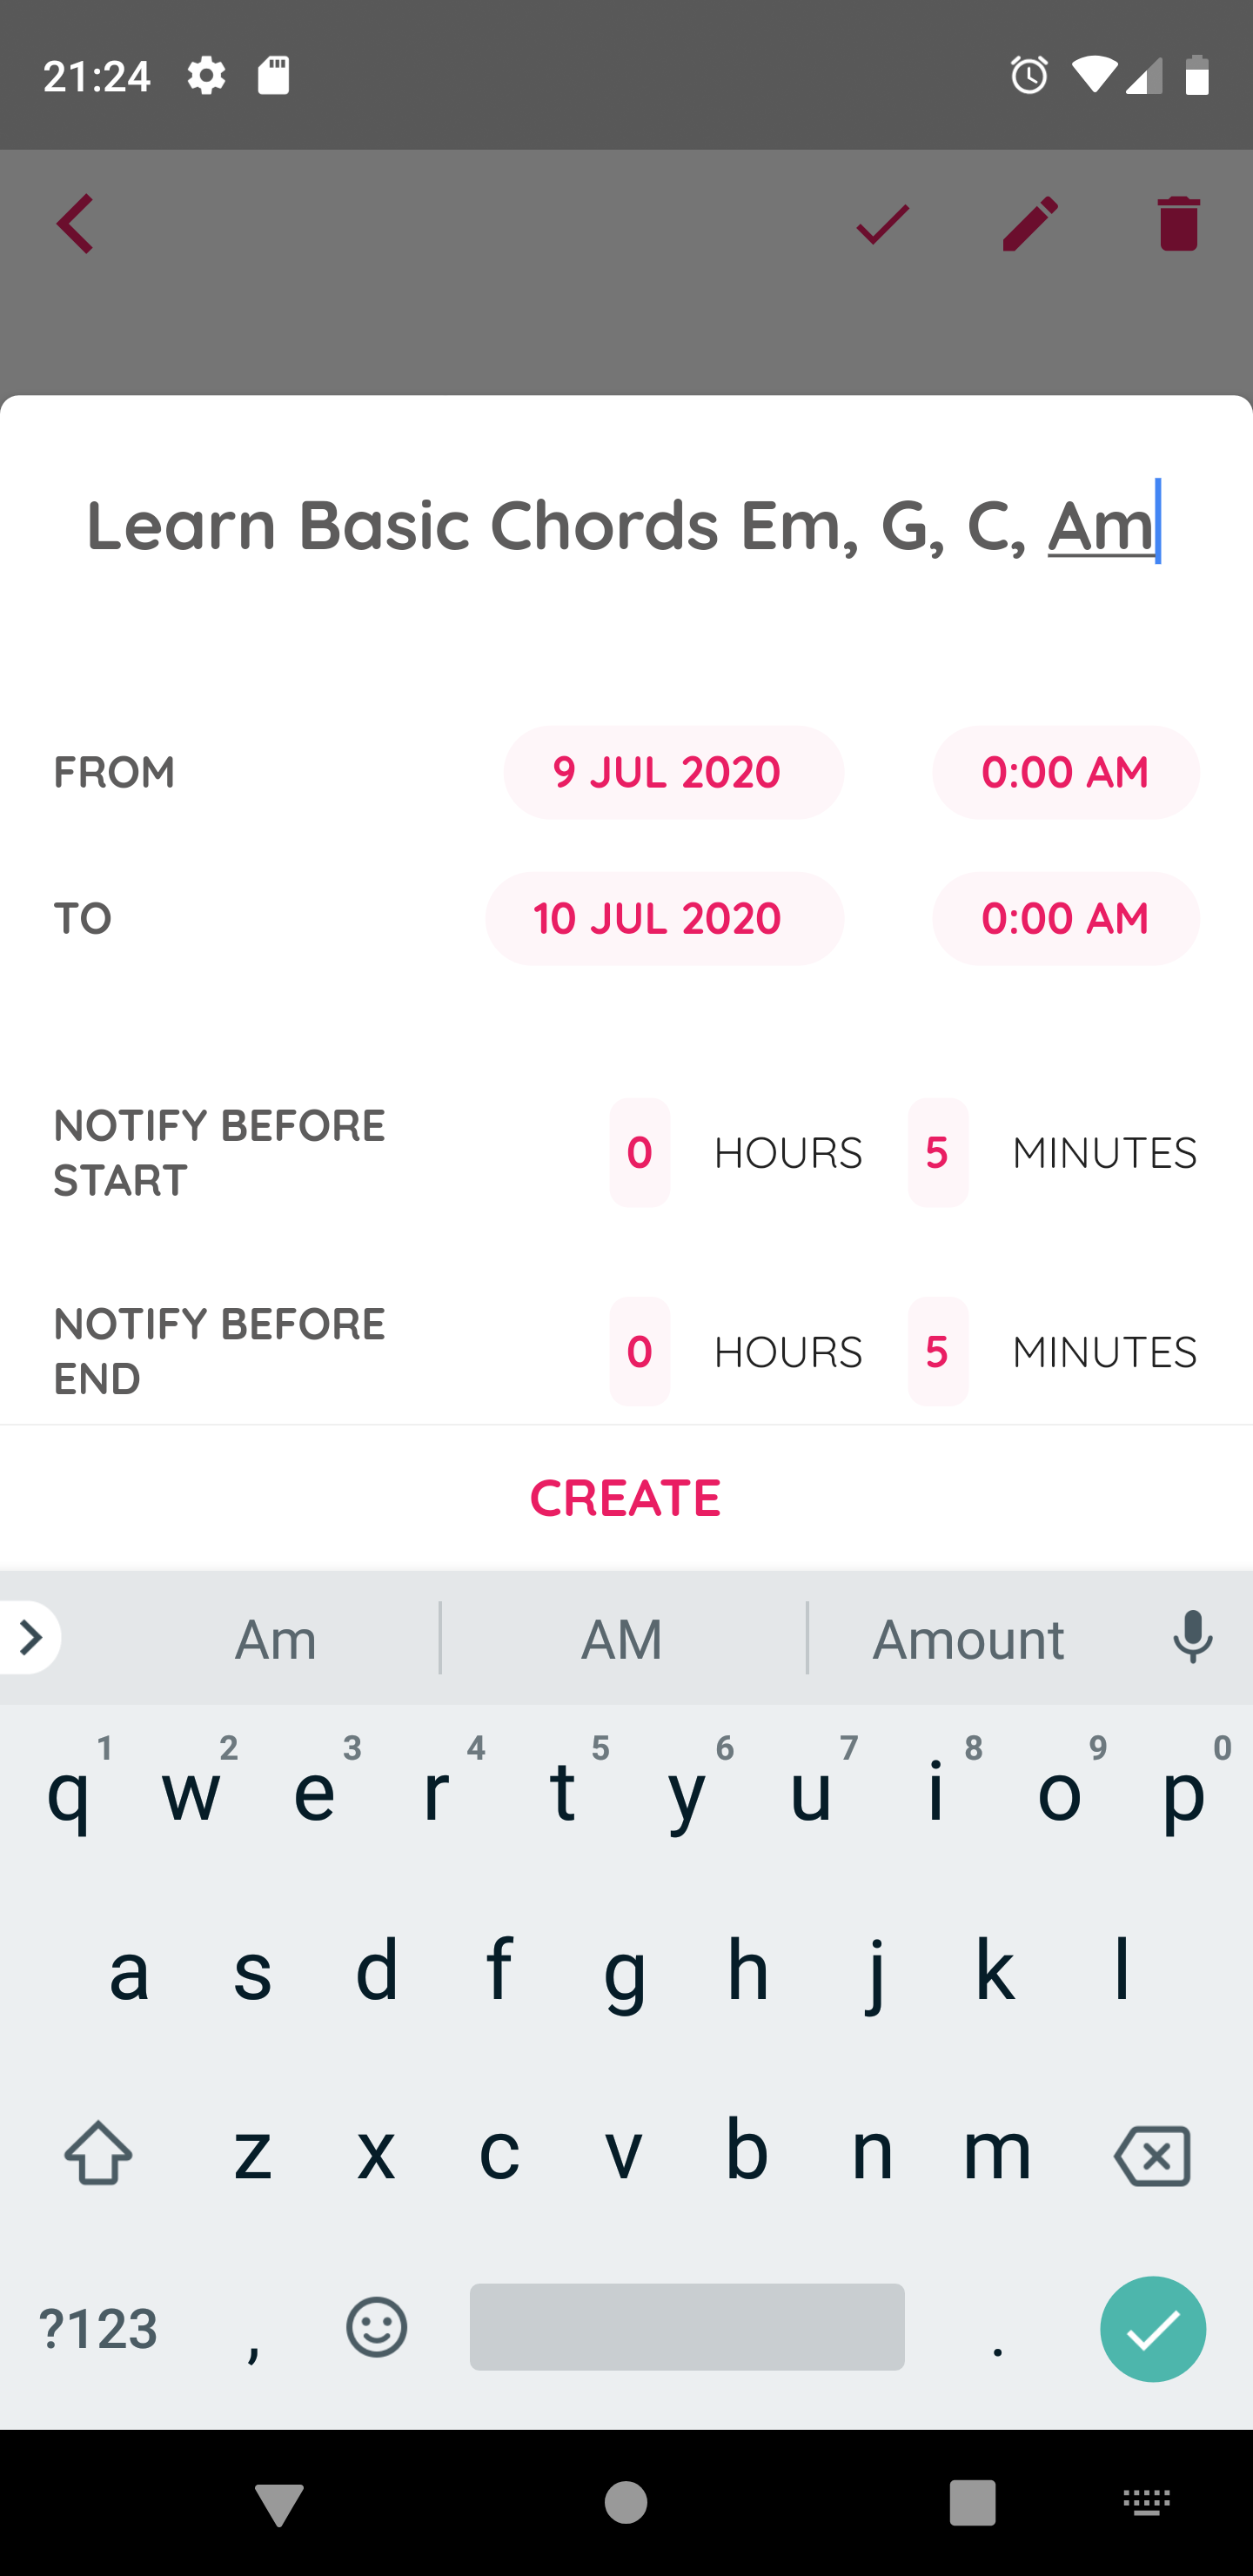 21:24
Learn Basic Chords Em, G, C, Am
FROM 9 JUL 2020 0:00 AM
TO 10 JUL 2020 0:00 AM
NOTIFY BEFORE START 0 HOURS 5 MINUTES
NOTIFY BEFORE END 0 HOURS 5 MINUTES
CREATE
Am AM Amount
1 2 3 4 5 6 7 8 9 0
q w e r t y u i o p
a s d f g h j k l
z x c v b n m
?123 , .